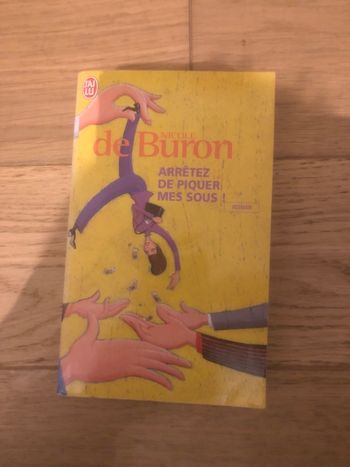 J'AI
LU
NICOLE
de Buron
ARRÊTEZ
DE PIQUER
MES SOUS !
ROMAN